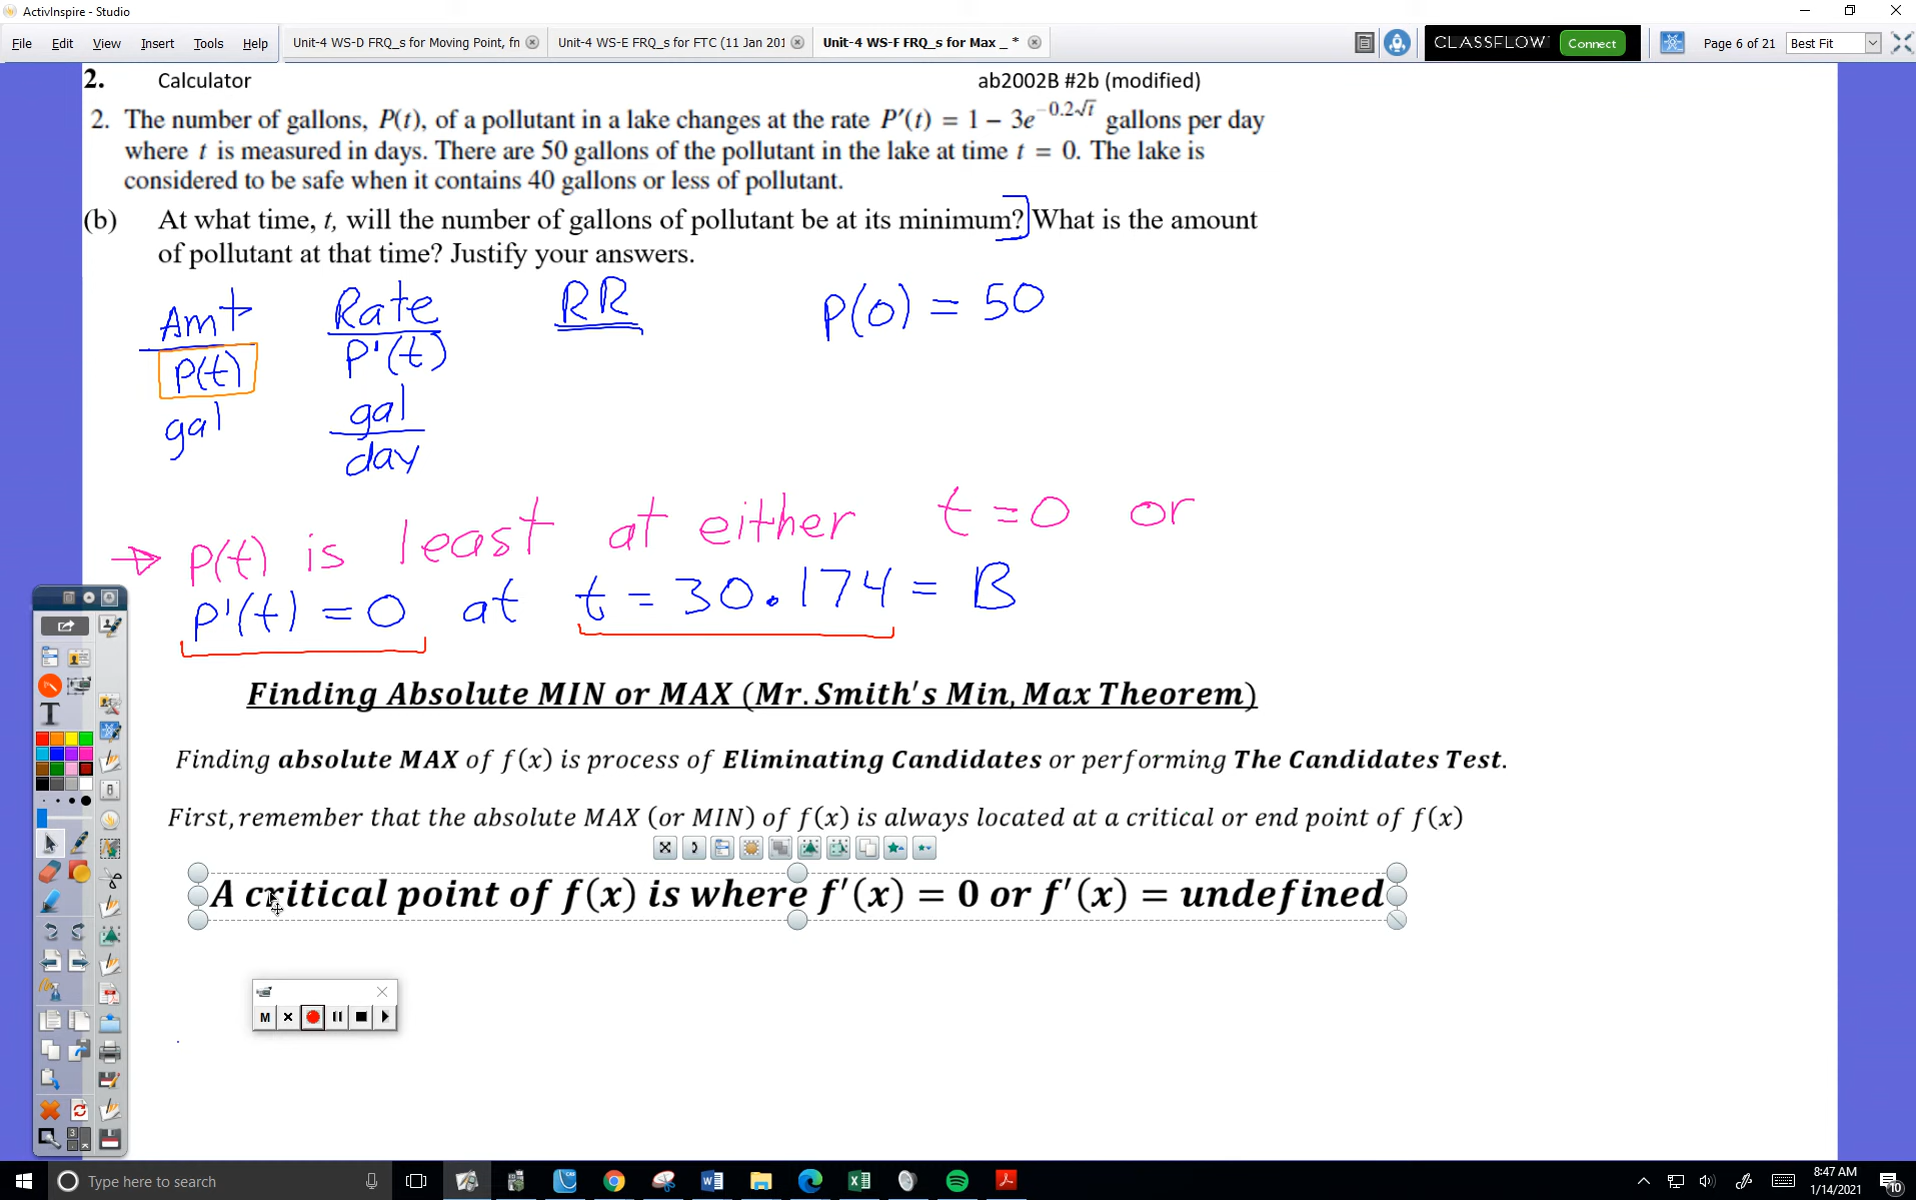 ActivInspire - Studio
File Edit View Insert Tools Help
Unit-4 WS-D FRQ_s for Moving Point, fn
Unit-4 WS-E FRQ_s for FTC (11 Jan 201
Unit-4 WS-F FRQ_s for Max _ *
CLASSFLOW Connect
Page 6 of 21 Best Fit
2. Calculator ab2002B #2b (modified)
2. The number of gallons, P(t), of a pollutant in a lake changes at the rate P′(t) = 1 − 3e^(−0.2√t) gallons per day
where t is measured in days. There are 50 gallons of the pollutant in the lake at time t = 0. The lake is
considered to be safe when it contains 40 gallons or less of pollutant.
(b) At what time, t, will the number of gallons of pollutant be at its minimum? What is the amount
of pollutant at that time? Justify your answers.
Amt Rate RR P(0) = 50
P(t) P'(t)
gal gal
day
P(t) is least at either t = 0 or
P'(t) = 0 at t = 30.174 = B
Finding Absolute MIN or MAX (Mr. Smith′s Min, Max Theorem)
Finding absolute MAX of f(x) is process of Eliminating Candidates or performing The Candidates Test.
First, remember that the absolute MAX (or MIN) of f(x) is always located at a critical or end point of f(x)
A critical point of f(x) is where f′(x) = 0 or f′(x) = undefined
M
Type here to search
8:47 AM
1/14/2021
10